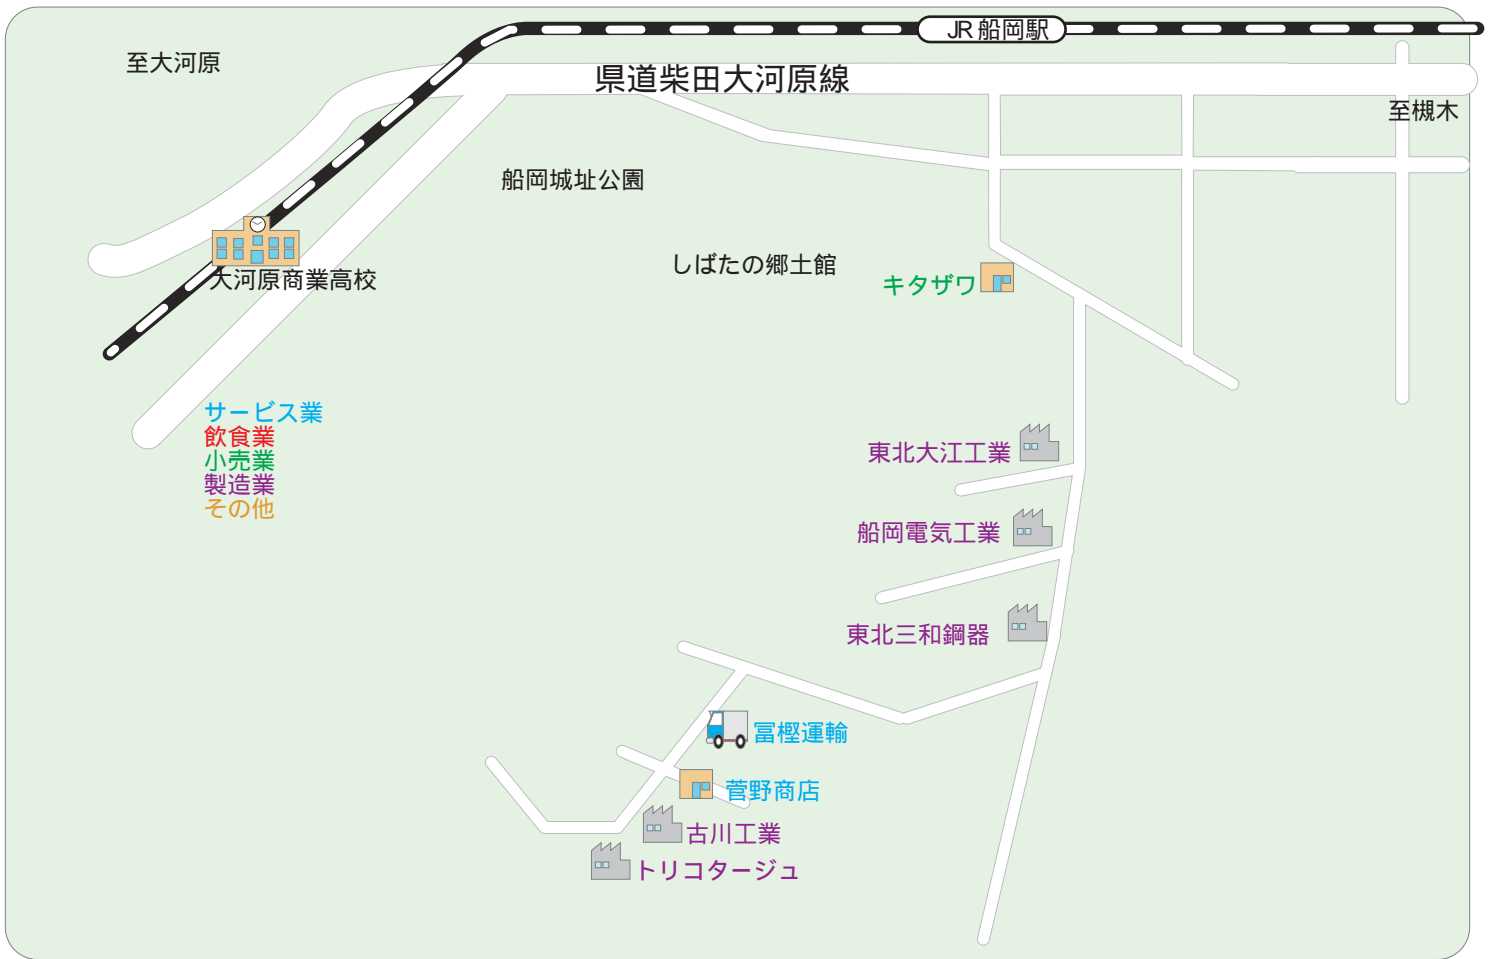 JR 船岡駅
至大河原
県道柴田大河原線
至槻木
船岡城址公園
しばたの郷土館
大河原商業高校
キタザワ
サービス業
飲食業
小売業
製造業
その他
東北大江工業
船岡電気工業
東北三和鋼器
冨樫運輸
菅野商店
古川工業
トリコタージュ